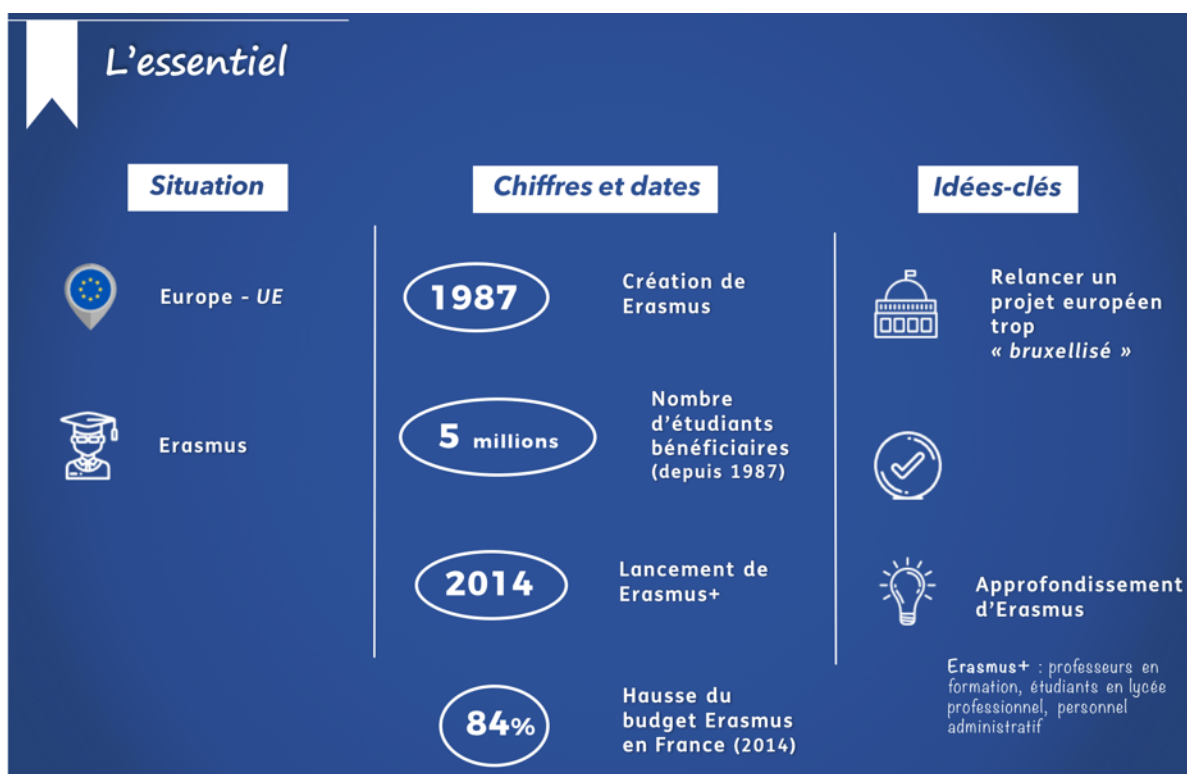 L'essentiel
Situation
Europe - UE
Erasmus
Chiffres et dates
1987
Création de
Erasmus
5 millions
Nombre
d'étudiants
bénéficiaires
(depuis 1987)
2014
Lancement de
Erasmus+
84%
Hausse du
budget Erasmus
en France (2014)
Idées-clés
Relancer un
projet européen
trop
« bruxellisé »
Approfondissement
d'Erasmus
Erasmus+ : professeurs en
formation, étudiants en lycée
professionnel, personnel
administratif